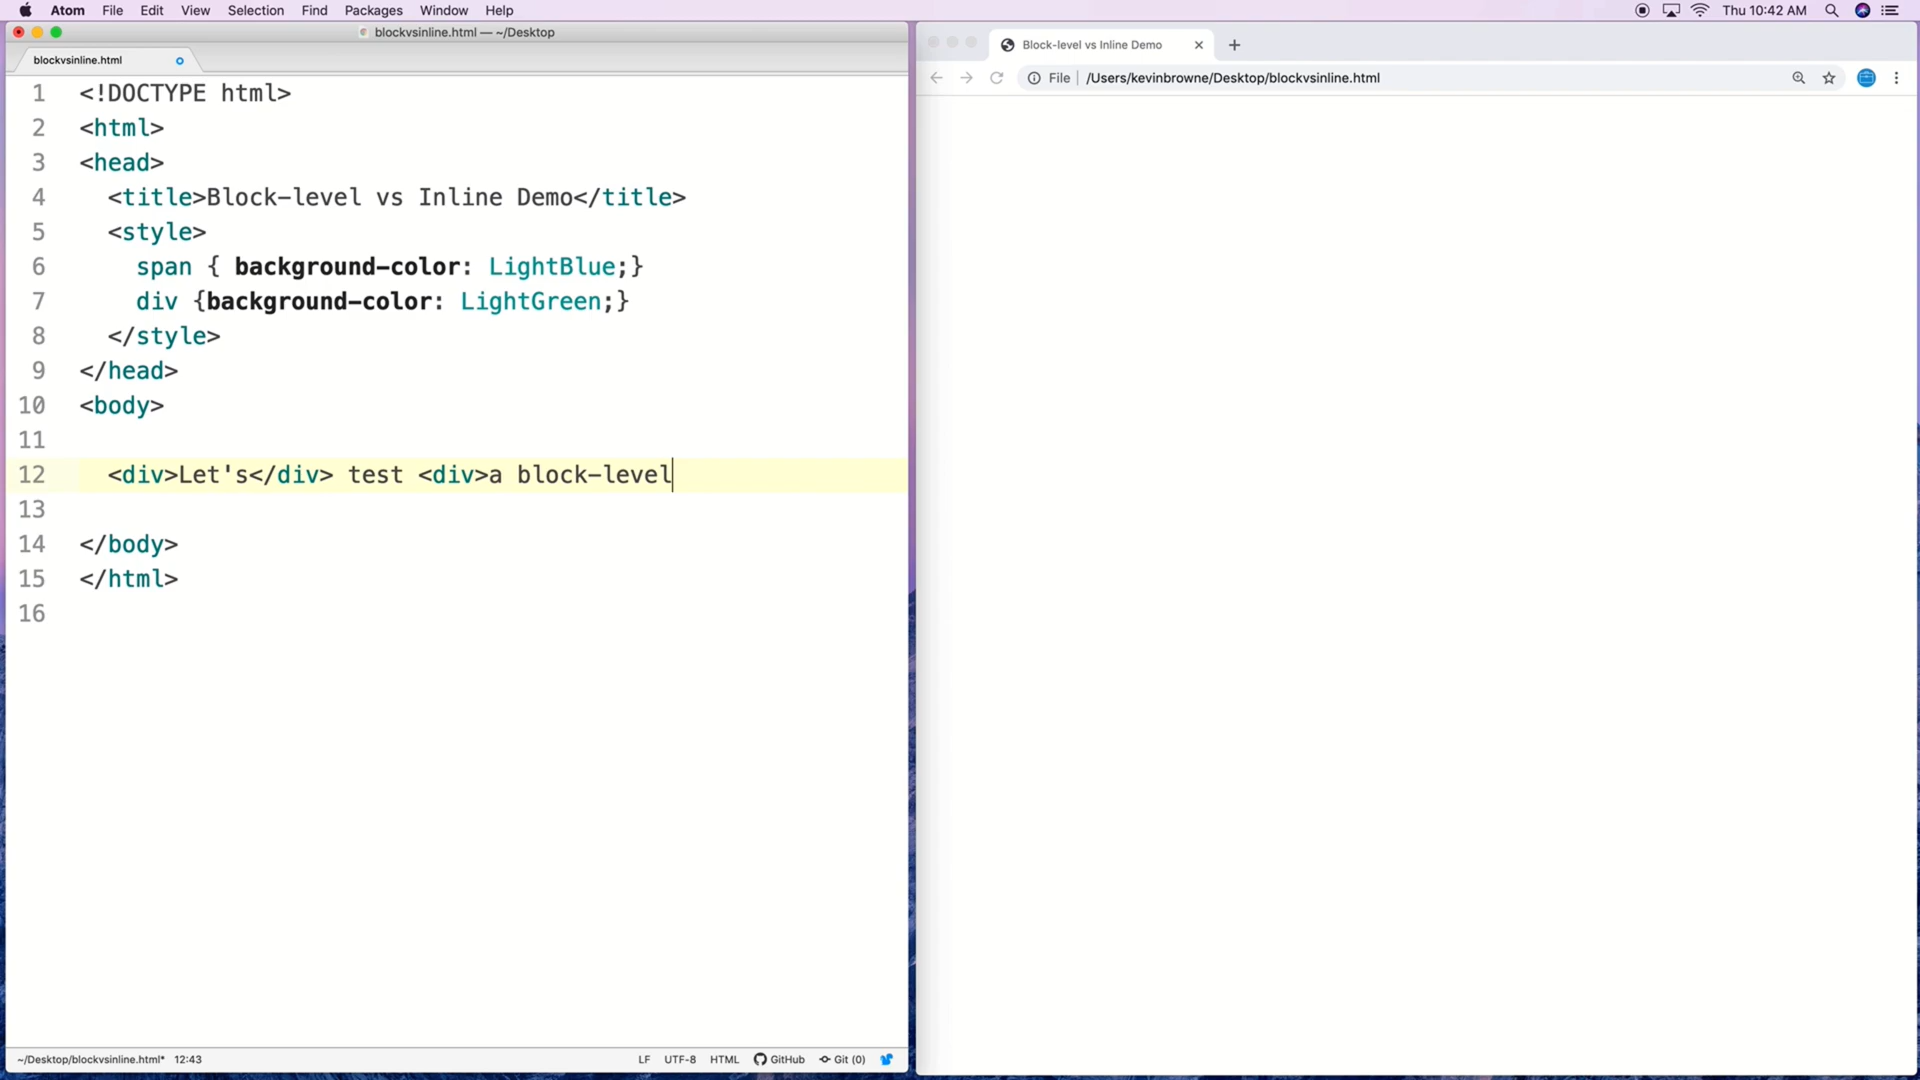 Atom File Edit View Selection Find Packages Window Help Thu 10:42 AM
blockvsinline.html — ~/Desktop
blockvsinline.html
1 <!DOCTYPE html>
2 <html>
3 <head>
4 <title>Block-level vs Inline Demo</title>
5 <style>
6 span { background-color: LightBlue;}
7 div {background-color: LightGreen;}
8 </style>
9 </head>
10 <body>
11
12 <div>Let's</div> test <div>a block-level
13
14 </body>
15 </html>
16
~/Desktop/blockvsinline.html* 12:43 LF UTF-8 HTML GitHub Git (0)
Block-level vs Inline Demo
File /Users/kevinbrowne/Desktop/blockvsinline.html